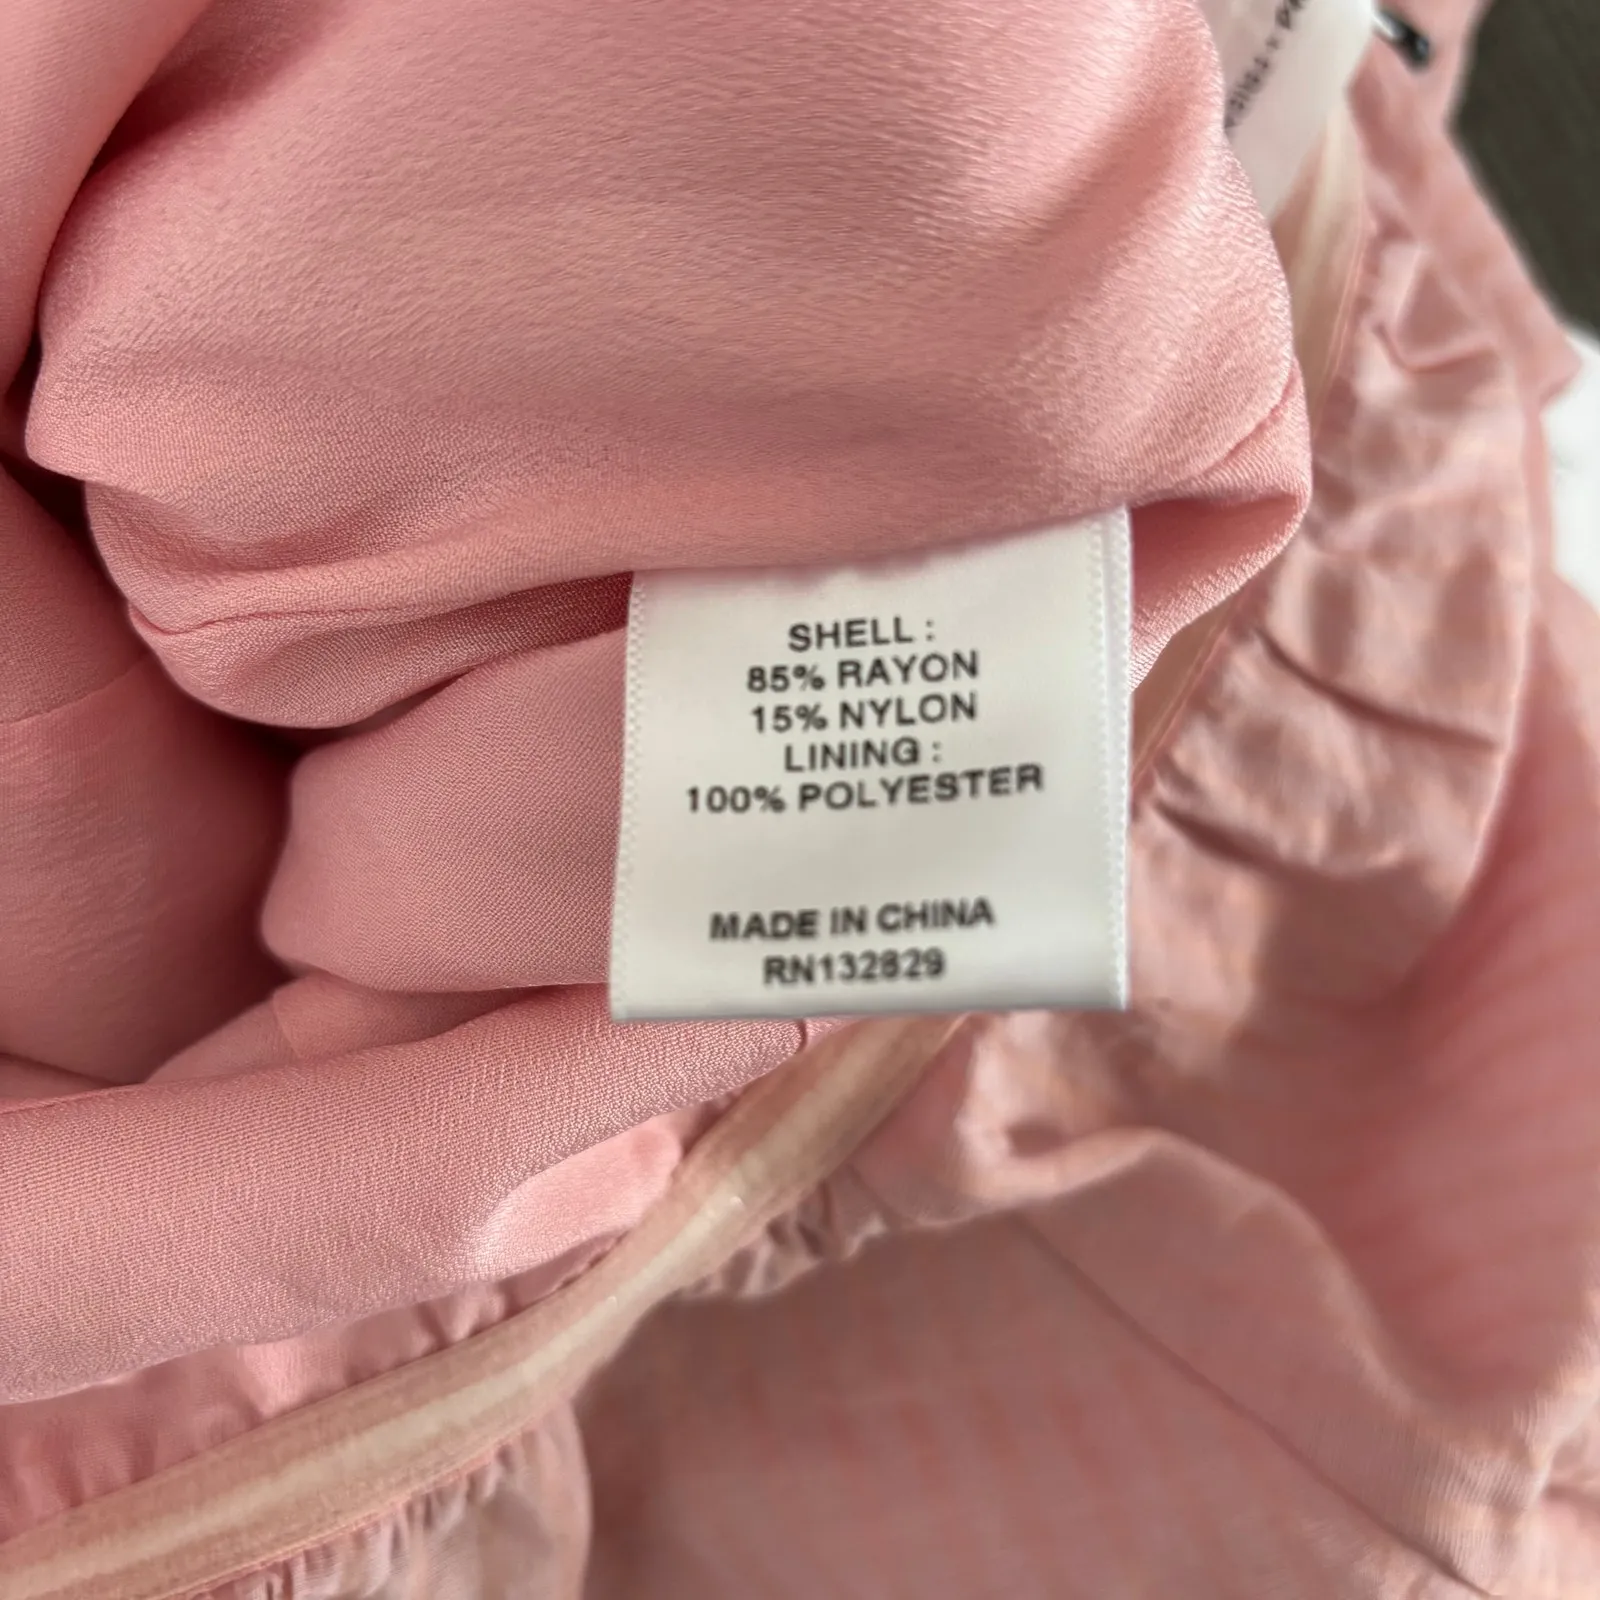 SHELL :
85% RAYON
15% NYLON
LINING :
100% POLYESTER
MADE IN CHINA
RN132829